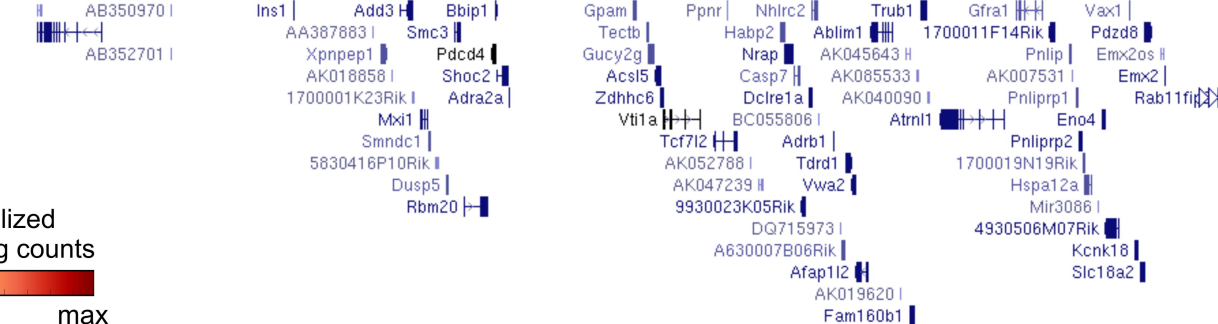 AB350970 Ins1 Add3 Bbip1 Gpam Ppnr Nhlrc2 Trub1 Gfra1 Vax1
AA387883 Smc3 Tectb Habp2 Ablim1 1700011F14Rik Pdzd8
AB352701 Xpnpep1 Pdcd4 Gucy2g Nrap AK045643 Pnlip Emx2os
AK018858 Shoc2 Acsl5 Casp7 AK085533 AK007531 Emx2
1700001K23Rik Adra2a Zdhhc6 Dclre1a AK040090 Pnliprp1
Mxi1 Vti1a BC055806 Atrnl1 Eno4
Smndc1 Tcf7l2 Adrb1 Pnliprp2
5830416P10Rik AK052788 Tdrd1 1700019N19Rik
Dusp5 AK047239 Vwa2 Hspa12a
Rbm20 9930023K05Rik Mir3086
lized DQ715973 4930506M07Rik
g counts A630007B06Rik Kcnk18
Afap1l2 Slc18a2
AK019620
max Fam160b1